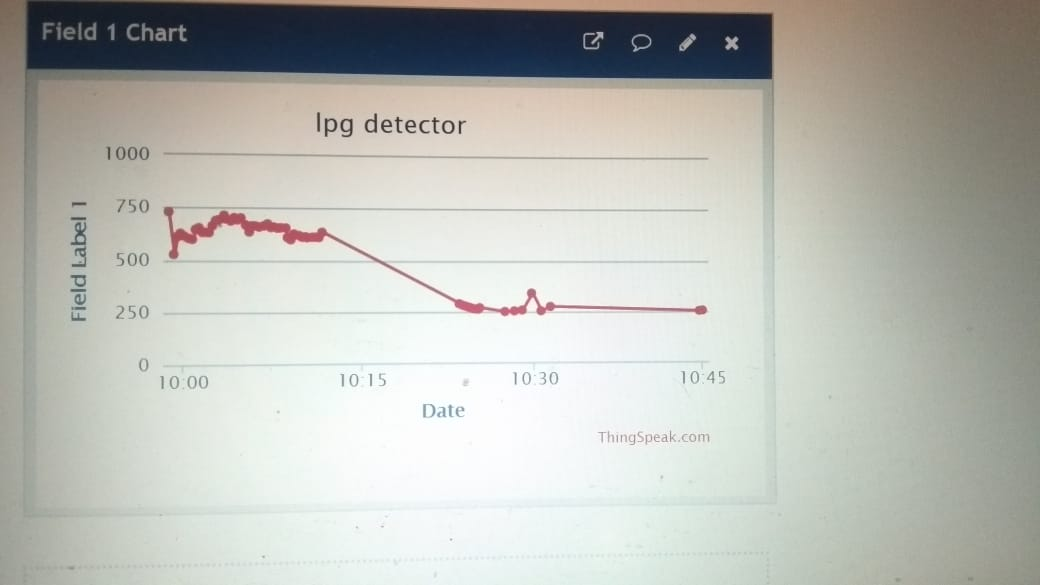 Field 1 Chart
lpg detector
1000
750
500
250
0
Field Label 1
10:00
10:15
10:30
10:45
Date
ThingSpeak.com